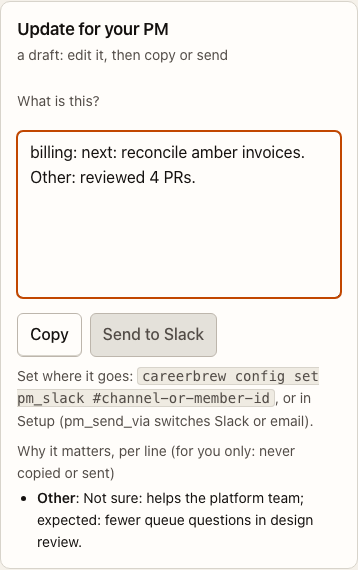 Update for your PM
a draft: edit it, then copy or send
What is this?
billing: next: reconcile amber invoices.
Other: reviewed 4 PRs.
Copy Send to Slack
Set where it goes: careerbrew config set
pm_slack #channel-or-member-id, or in
Setup (pm_send_via switches Slack or email).
Why it matters, per line (for you only: never
copied or sent)
• Other: Not sure: helps the platform team;
expected: fewer queue questions in design
review.